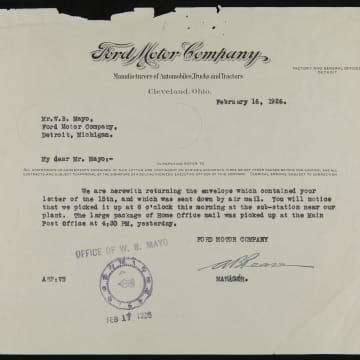 Ford Motor Company
Manufacturers of Automobiles, Trucks and Tractors
FACTORY AND GENERAL OFFICES
DETROIT
Cleveland, Ohio.
February 16, 1926.
Mr.W.B. Mayo,
Ford Motor Company,
Detroit, Michigan.
My dear Mr. Mayo;-
IN REPLYING REFER TO
We are herewith returning the envelope which contained your
letter of the 15th, and which was sent down by air mail. You will notice
that we picked it up at 6 o'clock this morning at the sub-station near our
plant. The large package of Home Office mail was picked up at the Main
Post Office at 4;30 PM, yesterday.
FORD MOTOR COMPANY
OFFICE OF W. B. MAYO
MANAGER.
FEB 17 1926